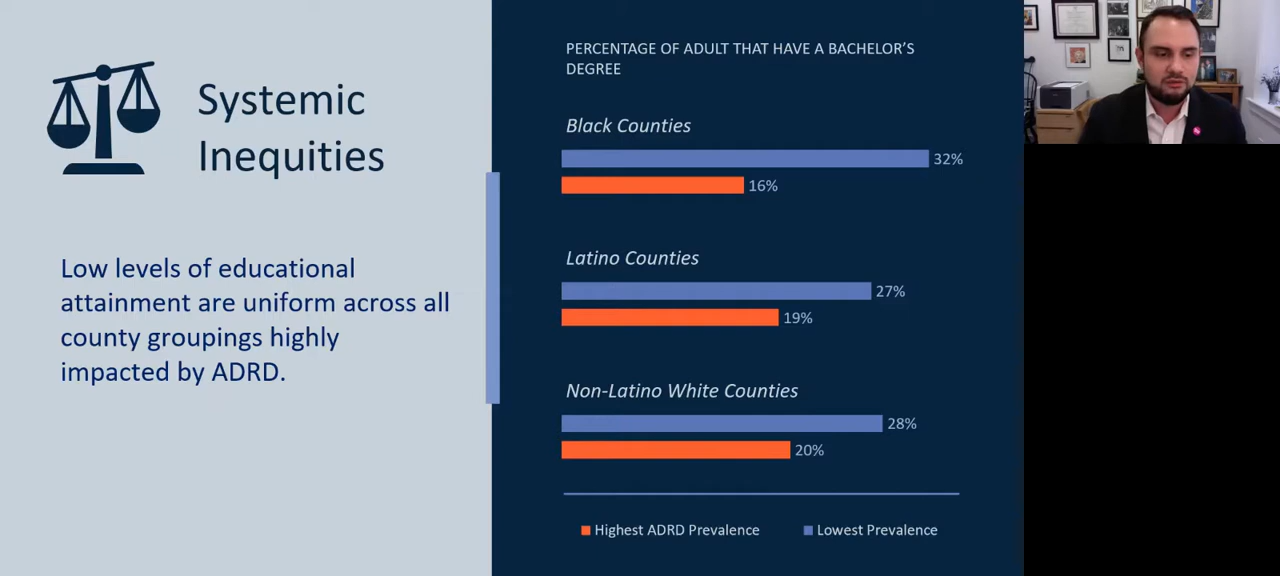 Systemic
Inequities
Low levels of educational
attainment are uniform across all
county groupings highly
impacted by ADRD.
PERCENTAGE OF ADULT THAT HAVE A BACHELOR'S
DEGREE
Black Counties
32%
16%
Latino Counties
27%
19%
Non-Latino White Counties
28%
20%
Highest ADRD Prevalence
Lowest Prevalence